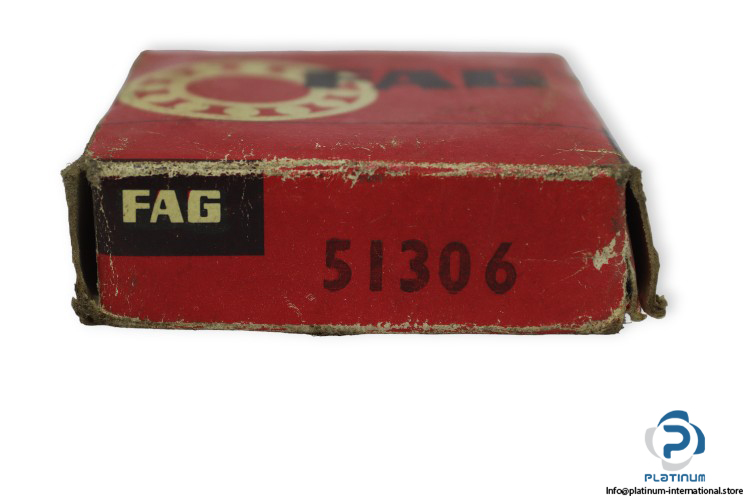 FAG
FAG
51306
PLATINUM
Info@platinum-international.store